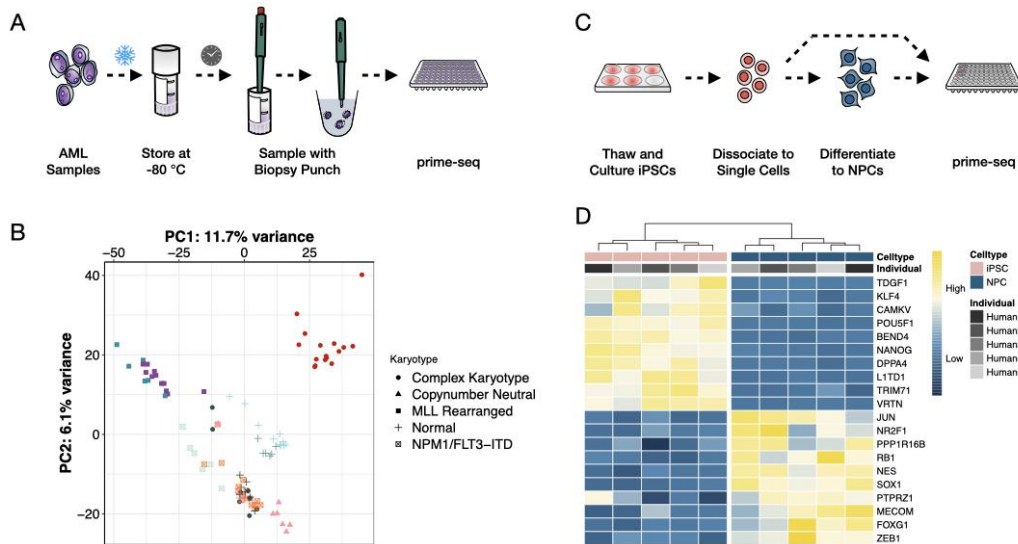 A
AML
Samples
Store at
-80 °C
Sample with
Biopsy Punch
prime-seq
B
PC1: 11.7% variance
−50
−25
0
25
PC2: 6.1% variance
40
20
0
−20
Karyotype
Complex Karyotype
Copynumber Neutral
MLL Rearranged
Normal
NPM1/FLT3−ITD
C
Thaw and
Culture iPSCs
Dissociate to
Single Cells
Differentiate
to NPCs
prime-seq
D
Celltype
Individual
TDGF1
KLF4
CAMKV
POU5F1
BEND4
NANOG
DPPA4
L1TD1
TRIM71
VRTN
JUN
NR2F1
PPP1R16B
RB1
NES
SOX1
PTPRZ1
MECOM
FOXG1
ZEB1
High
Low
Celltype
iPSC
NPC
Individual
Human
Human
Human
Human
Human